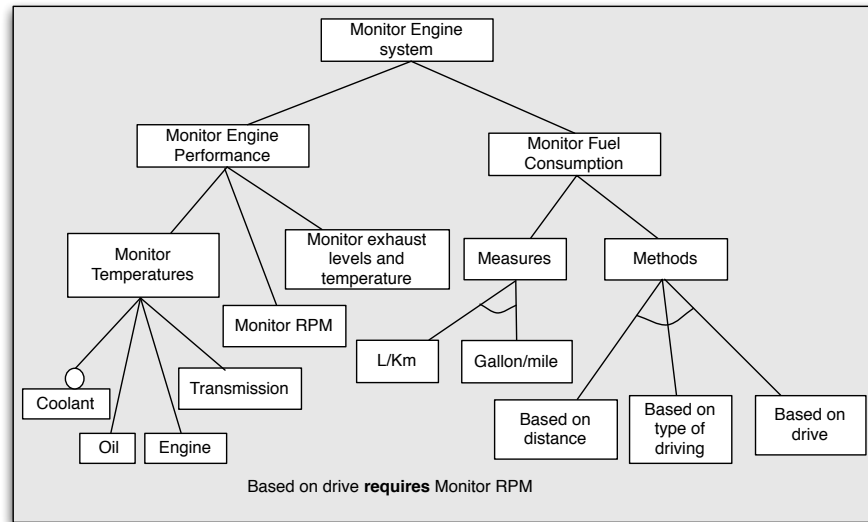 Monitor Engine
system
Monitor Engine
Performance
Monitor Fuel
Consumption
Monitor
Temperatures
Monitor exhaust
levels and
temperature
Measures
Methods
Monitor RPM
L/Km
Gallon/mile
Coolant
Transmission
Oil
Engine
Based on
distance
Based on
type of
driving
Based on
drive
Based on drive requires Monitor RPM